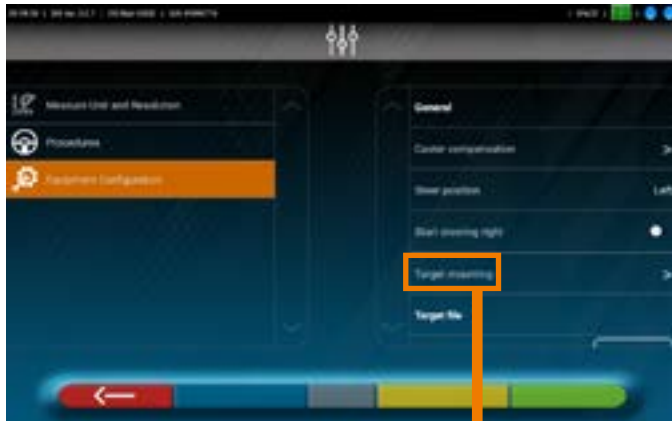 Measure Unit and Resolution
Procedures
Equipment Configuration
General
Caster compensation
Steer position
Left
Start steering right
Target mounting
Target file